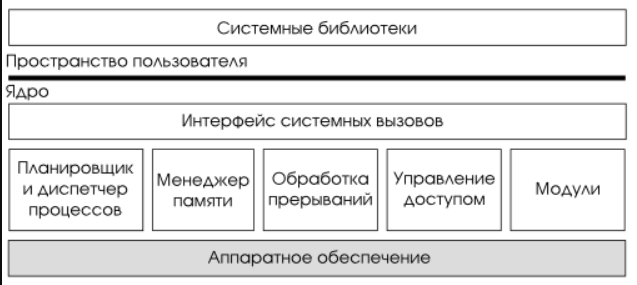 Системные библиотеки
Пространство пользователя
Ядро
Интерфейс системных вызовов
Планировщик
и диспетчер
процессов
Менеджер
памяти
Обработка
прерываний
Управление
доступом
Модули
Аппаратное обеспечение